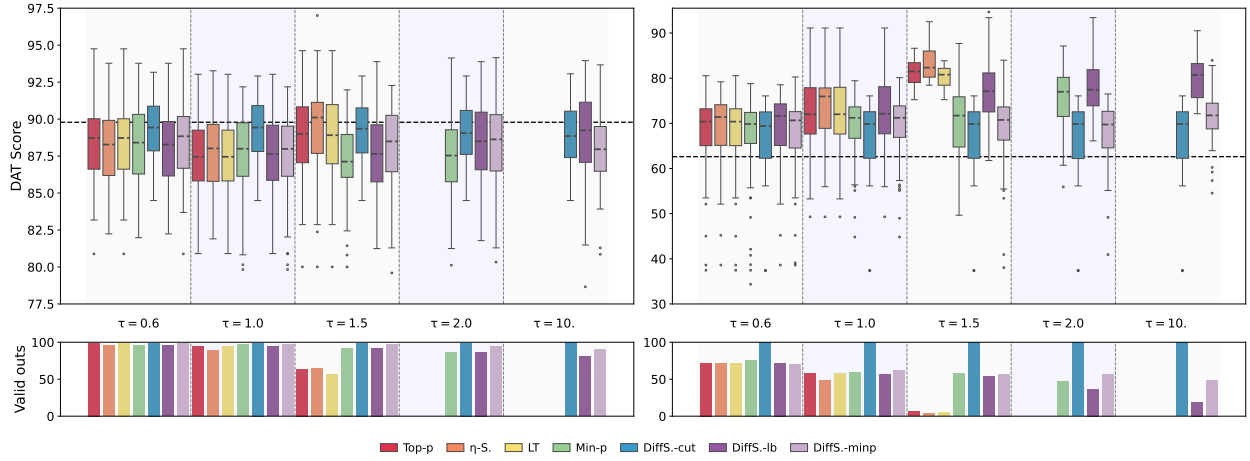 97.5
95.0
92.5
90.0
87.5
85.0
82.5
80.0
77.5
DAT Score
τ = 0.6
τ = 1.0
τ = 1.5
τ = 2.0
τ = 10.
100
50
0
Valid outs
90
80
70
60
50
40
30
τ = 0.6
τ = 1.0
τ = 1.5
τ = 2.0
τ = 10.
100
50
0
Top-p η-S. LT Min-p DiffS.-cut DiffS.-lb DiffS.-minp